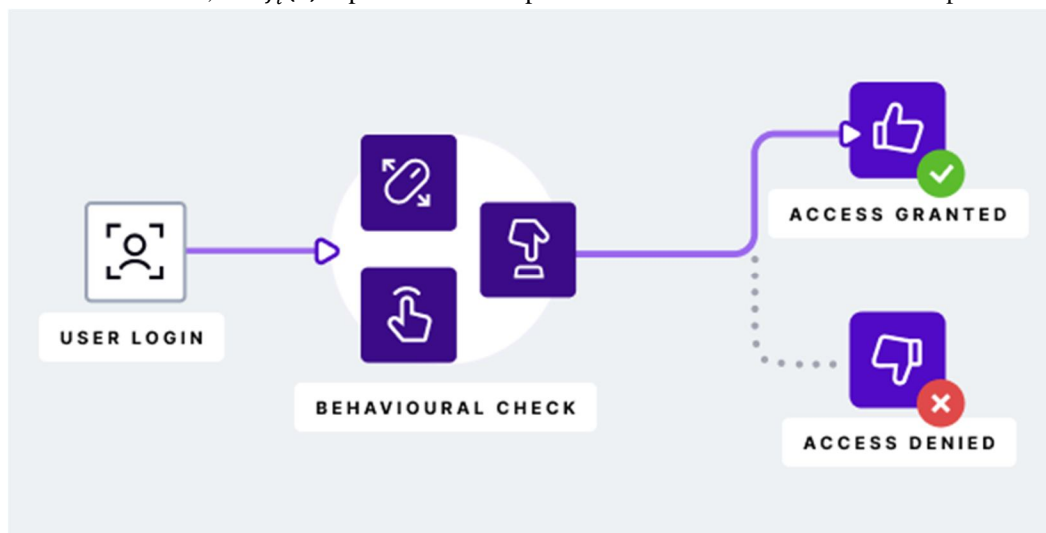 USER LOGIN
BEHAVIOURAL CHECK
ACCESS GRANTED
ACCESS DENIED